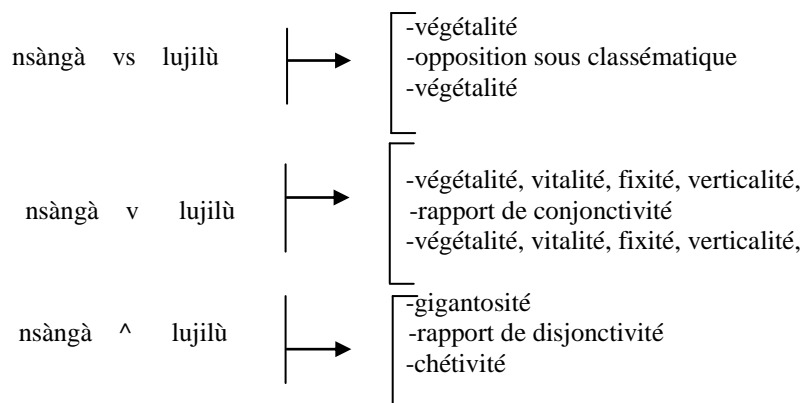 -végétalité
nsàngà vs lujilù -opposition sous classématique
-végétalité
-végétalité, vitalité, fixité, verticalité,
nsàngà v lujilù -rapport de conjonctivité
-végétalité, vitalité, fixité, verticalité,
-gigantosité
nsàngà ^ lujilù -rapport de disjonctivité
-chétivité